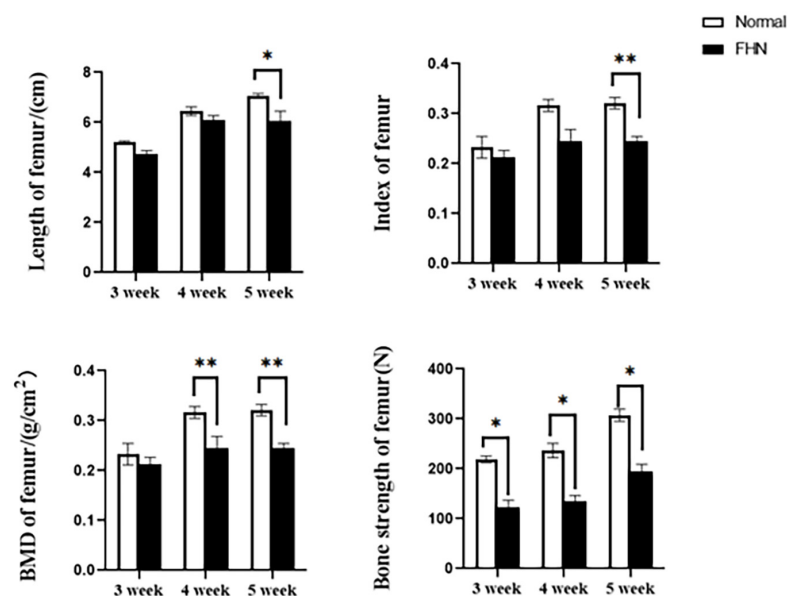 Normal
FHN
Length of femur/(cm)
8
6
4
2
0
*
3 week 4 week 5 week
Index of femur
0.4
0.3
0.2
0.1
0.0
**
3 week 4 week 5 week
BMD of femur/(g/cm²)
0.4
0.3
0.2
0.1
0.0
** **
3 week 4 week 5 week
Bone strength of femur(N)
400
300
200
100
0
* * *
3 week 4 week 5 week